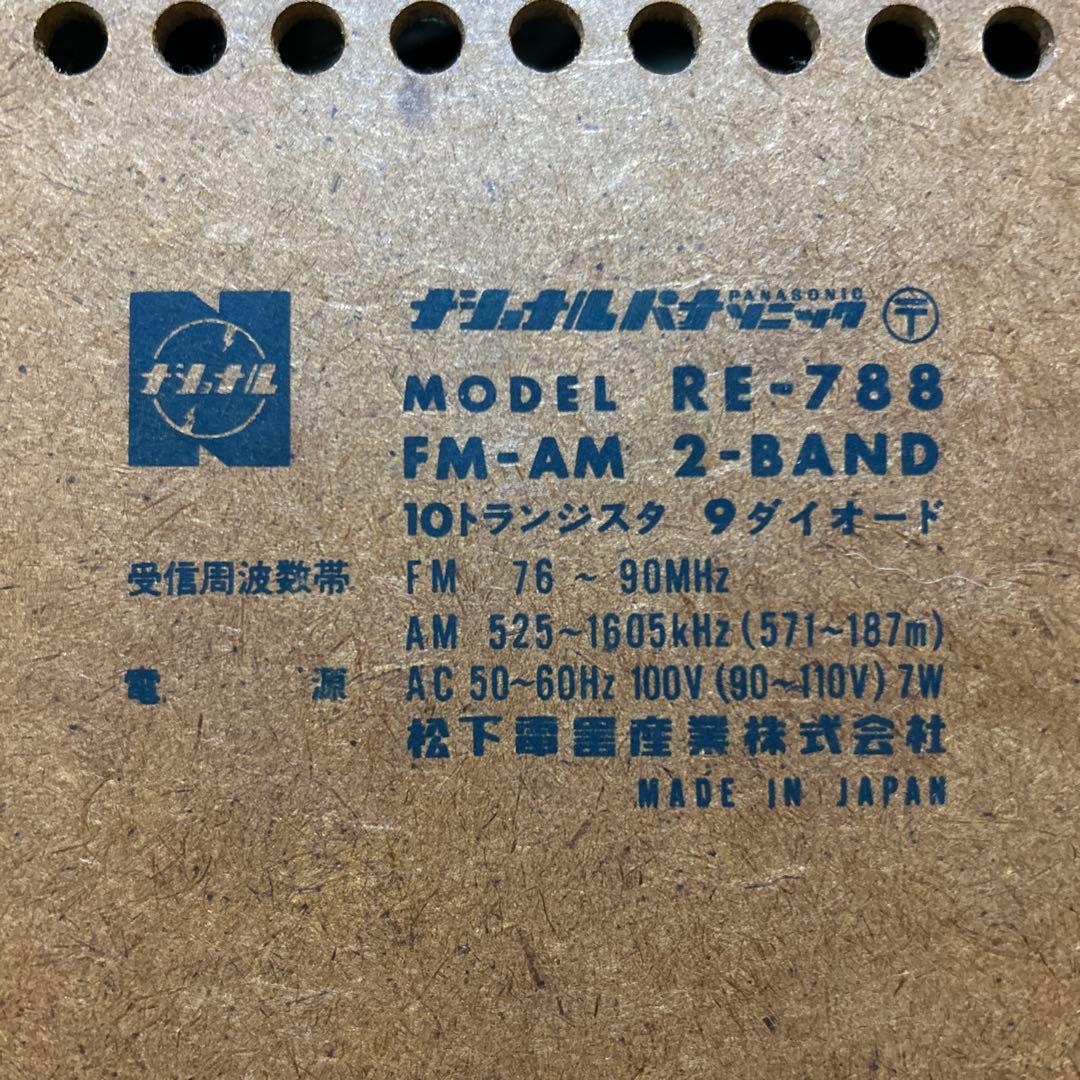 ナショナル
ナショナルパナソニック PANASONIC 〒
MODEL RE-788
FM-AM 2-BAND
10トランジスタ 9ダイオード
受信周波数帯 FM 76~90MHz
AM 525~1605kHz(571~187m)
電源 AC 50~60Hz 100V(90~110V)7W
松下電器産業株式会社
MADE IN JAPAN